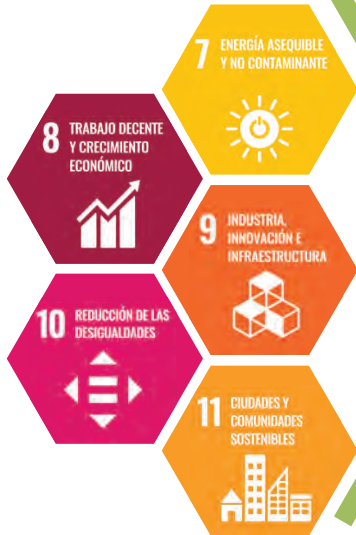 7 ENERGÍA ASEQUIBLE
Y NO CONTAMINANTE
8 TRABAJO DECENTE
Y CRECIMIENTO
ECONÓMICO
9 INDUSTRIA,
INNOVACIÓN E
INFRAESTRUCTURA
10 REDUCCIÓN DE LAS
DESIGUALDADES
11 CIUDADES Y
COMUNIDADES
SOSTENIBLES